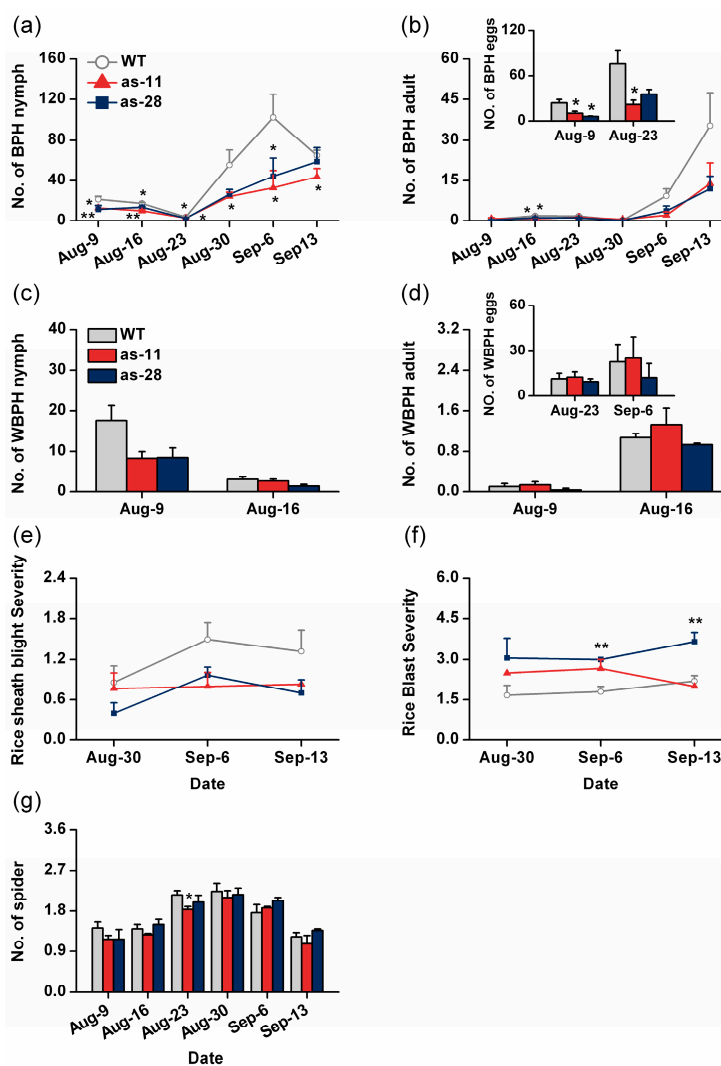 (a)
No. of BPH nymph
160
120
80
40
0
WT
as-11
as-28
*
**
*
**
*
*
*
*
*
*
Aug-9
Aug-16
Aug-23
Aug-30
Sep-6
Sep13
(b)
No. of BPH adult
60
45
30
15
0
NO. of BPH eggs
120
60
0
*
*
*
Aug-9
Aug-23
* *
Aug-9
Aug-16
Aug-23
Aug-30
Sep-6
Sep-13
(c)
No. of WBPH nymph
40
30
20
10
0
WT
as-11
as-28
Aug-9
Aug-16
(d)
No. of WBPH adult
3.2
2.4
1.6
0.8
0.0
NO. of WBPH eggs
60
30
0
Aug-23
Sep-6
Aug-9
Aug-16
(e)
Rice sheath blight Severity
2.4
1.8
1.2
0.6
0.0
Aug-30
Sep-6
Sep-13
Date
(f)
Rice Blast Severity
6.0
4.5
3.0
1.5
0.0
**
**
Aug-30
Sep-6
Sep-13
Date
(g)
No. of spider
3.6
2.7
1.8
0.9
0.0
*
Aug-9
Aug-16
Aug-23
Aug-30
Sep-6
Sep-13
Date